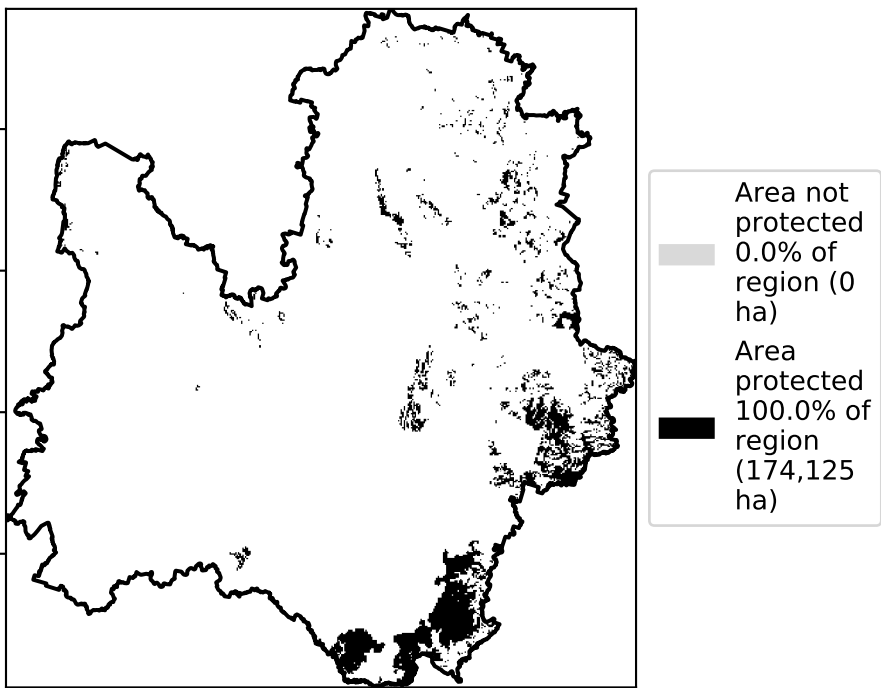 Area not
protected
0.0% of
region (0
ha)
Area
protected
100.0% of
region
(174,125
ha)